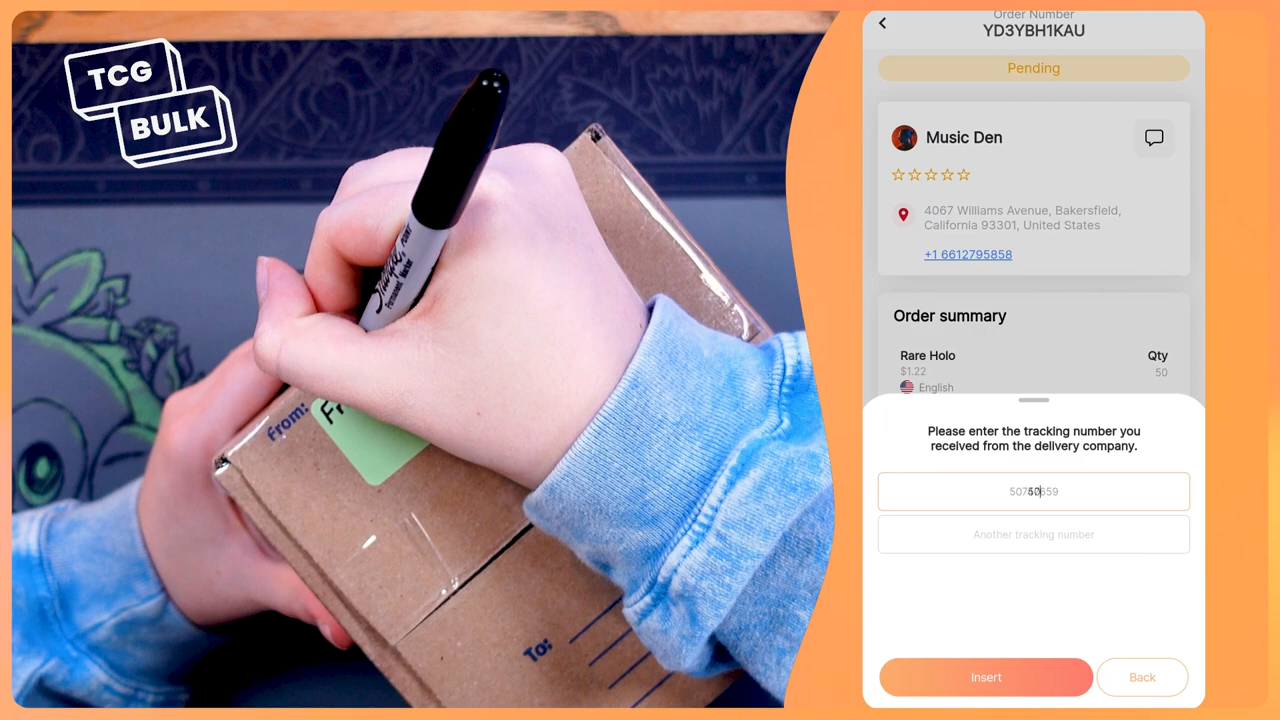 TCG
BULK
From:
Fr
To:
Order Number
YD3YBH1KAU
Pending
Music Den
4067 Williams Avenue, Bakersfield,
California 93301, United States
+1 6612795858
Order summary
Rare Holo
Qty
$1.22
50
English
Please enter the tracking number you
received from the delivery company.
Another tracking number
Insert
Back